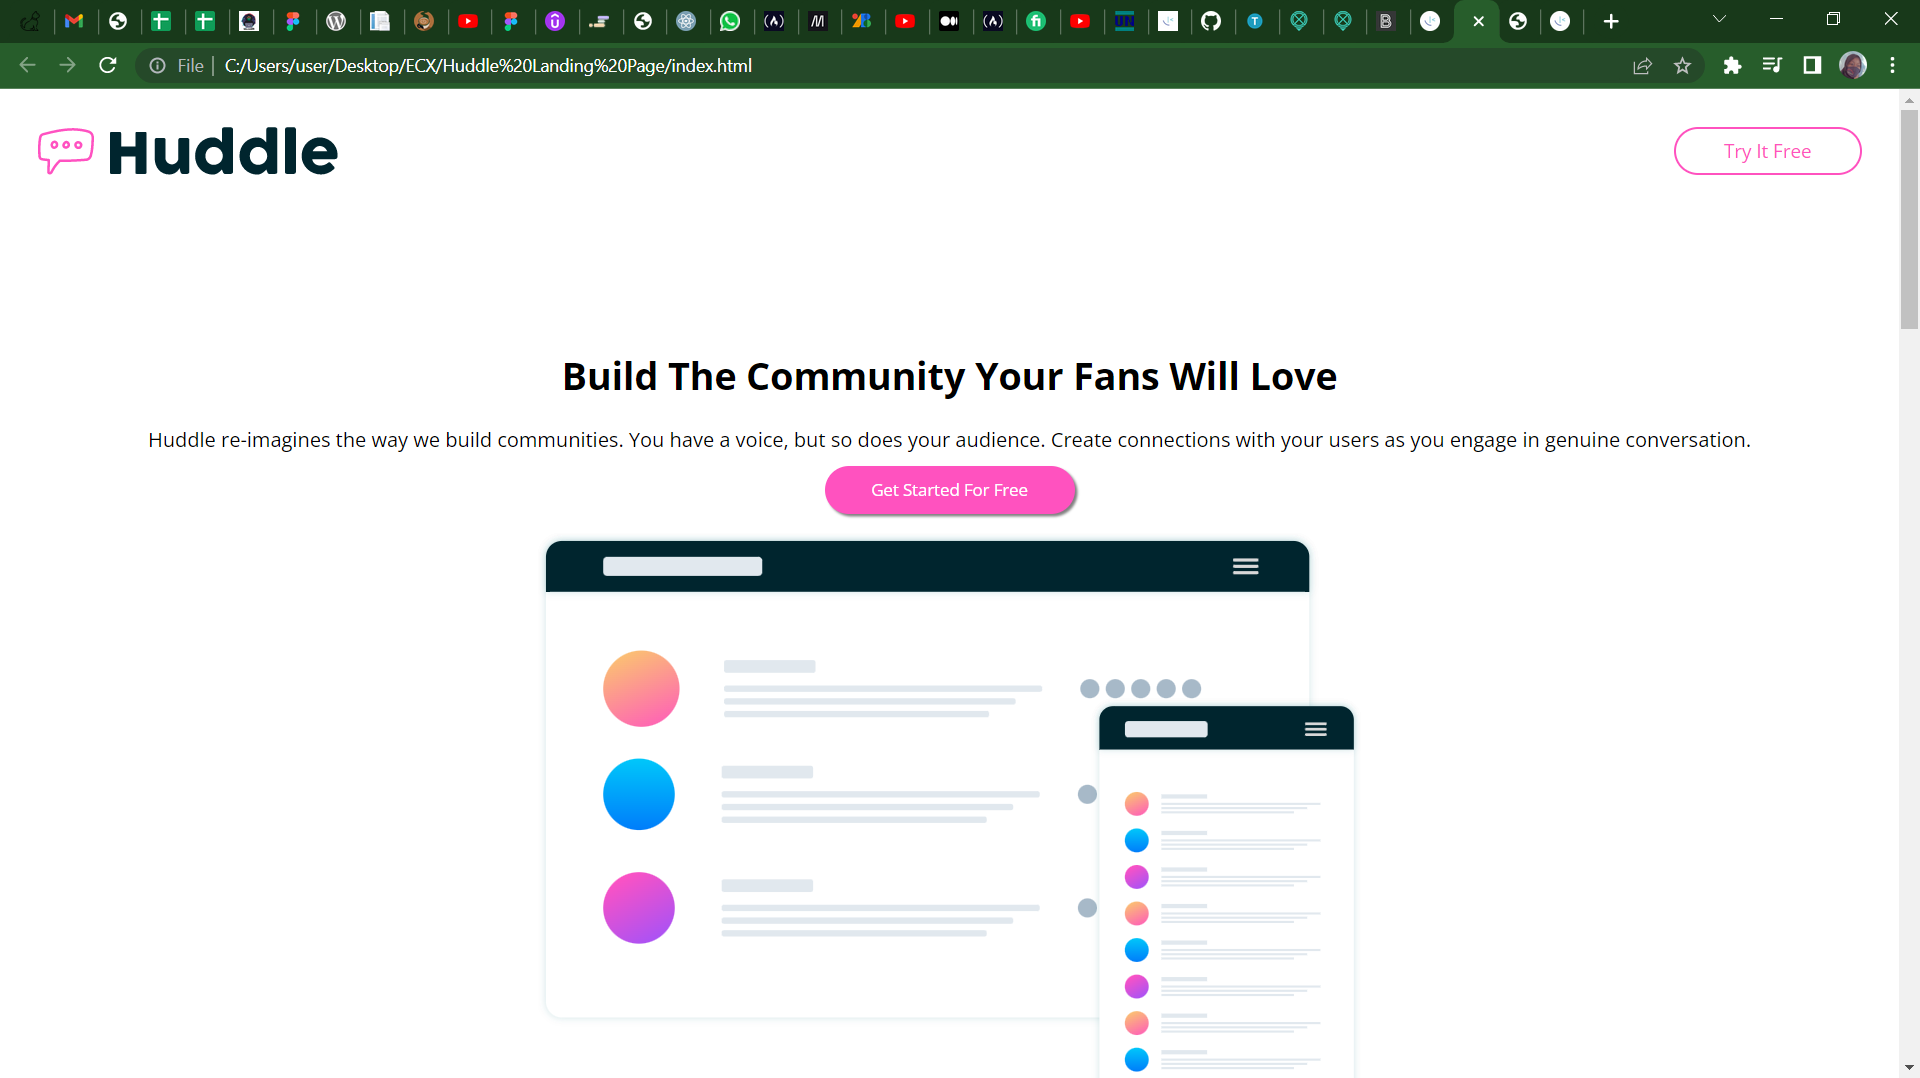 File
C:/Users/user/Desktop/ECX/Huddle%20Landing%20Page/index.html
Huddle
Try It Free
Build The Community Your Fans Will Love
Huddle re-imagines the way we build communities. You have a voice, but so does your audience. Create connections with your users as you engage in genuine conversation.
Get Started For Free